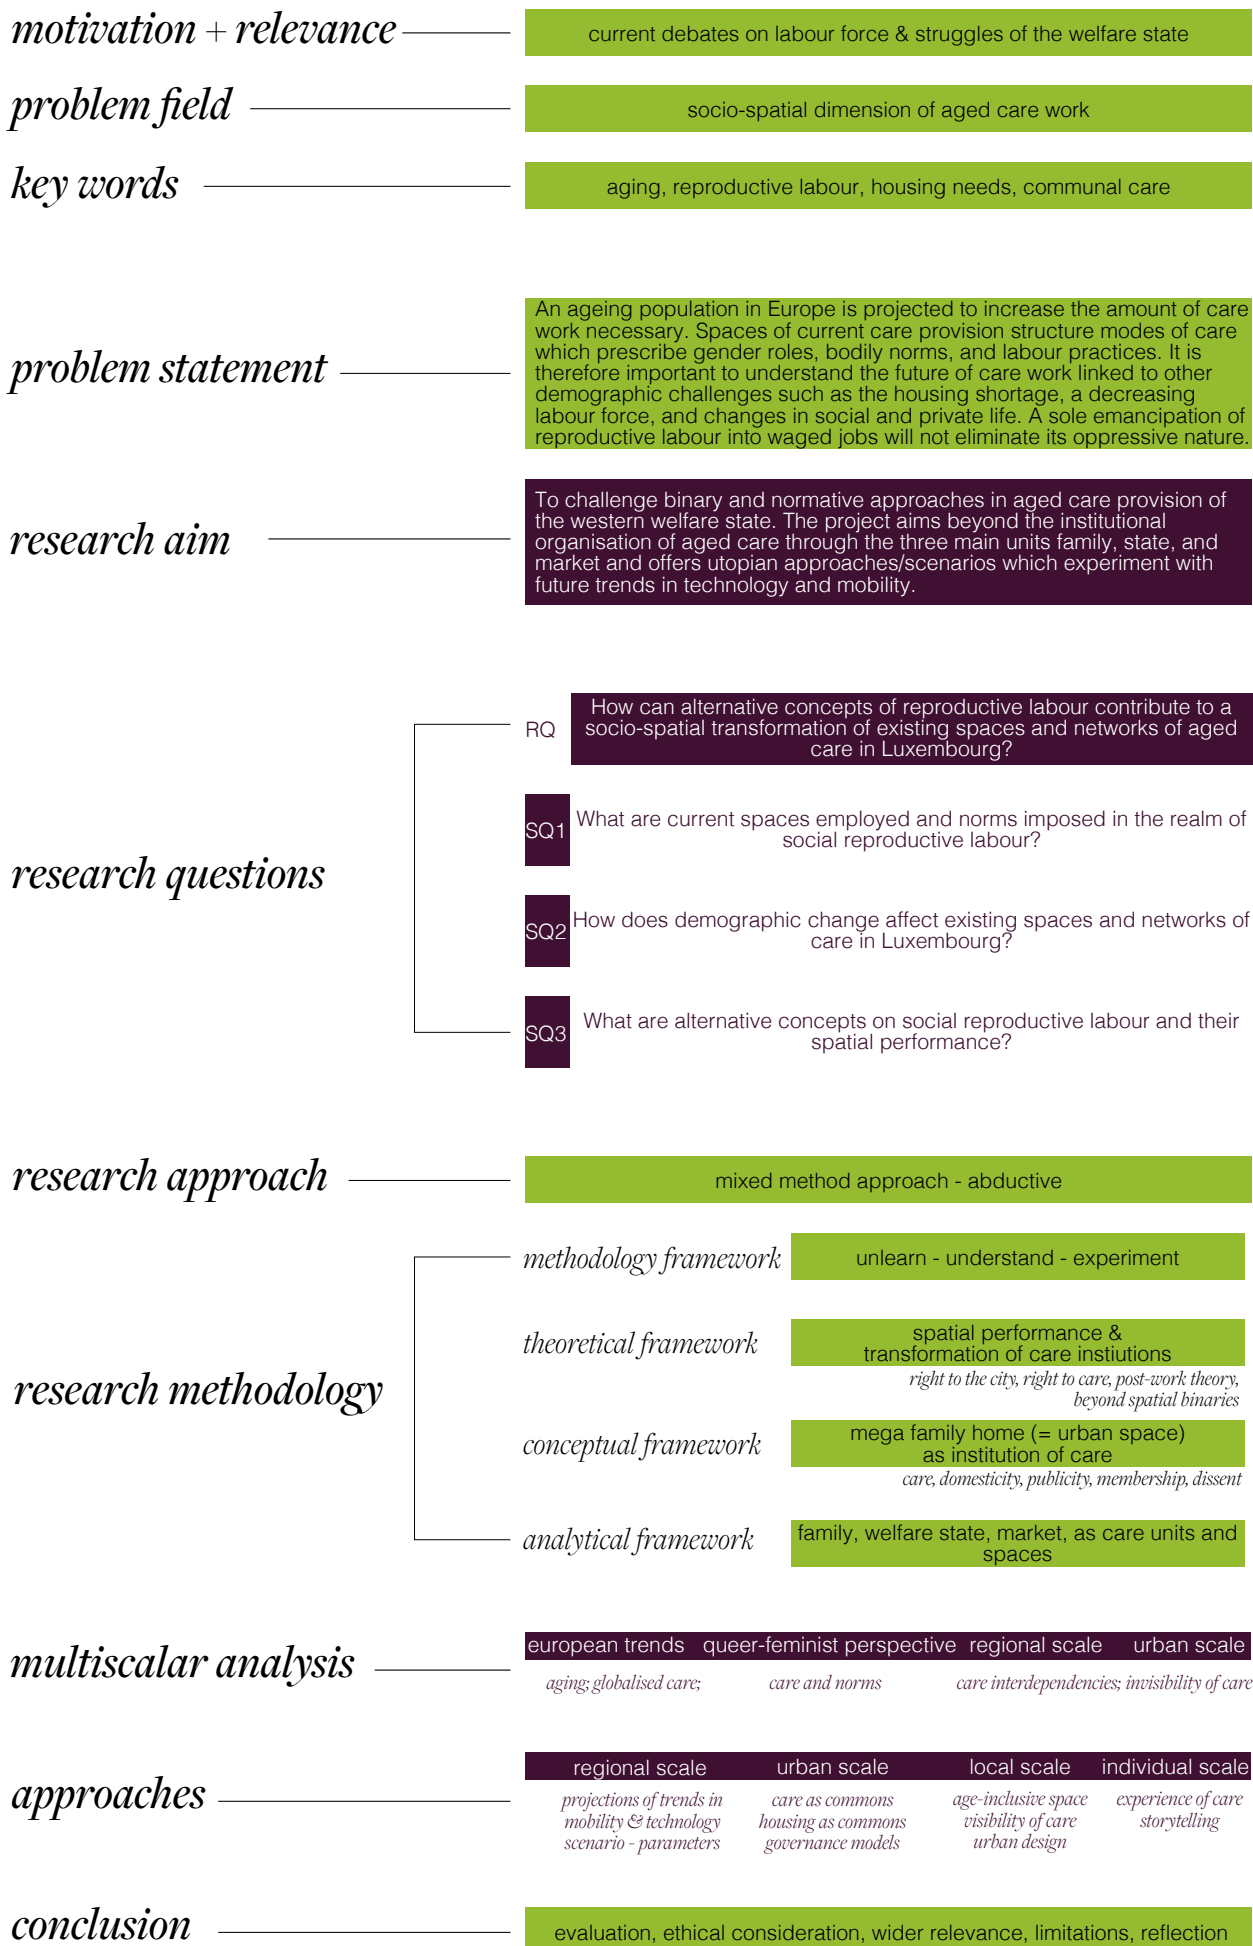 motivation + relevance
current debates on labour force & struggles of the welfare state
problem field
socio-spatial dimension of aged care work
key words
aging, reproductive labour, housing needs, communal care
problem statement
An ageing population in Europe is projected to increase the amount of care
work necessary. Spaces of current care provision structure modes of care
which prescribe gender roles, bodily norms, and labour practices. It is
therefore important to understand the future of care work linked to other
demographic challenges such as the housing shortage, a decreasing
labour force, and changes in social and private life. A sole emancipation of
reproductive labour into waged jobs will not eliminate its oppressive nature.
research aim
To challenge binary and normative approaches in aged care provision of
the western welfare state. The project aims beyond the institutional
organisation of aged care through the three main units family, state, and
market and offers utopian approaches/scenarios which experiment with
future trends in technology and mobility.
research questions
RQ
How can alternative concepts of reproductive labour contribute to a
socio-spatial transformation of existing spaces and networks of aged
care in Luxembourg?
SQ1
What are current spaces employed and norms imposed in the realm of
social reproductive labour?
SQ2
How does demographic change affect existing spaces and networks of
care in Luxembourg?
SQ3
What are alternative concepts on social reproductive labour and their
spatial performance?
research approach
mixed method approach - abductive
research methodology
methodology framework
unlearn - understand - experiment
theoretical framework
spatial performance &
transformation of care instiutions
right to the city, right to care, post-work theory,
beyond spatial binaries
conceptual framework
mega family home (= urban space)
as institution of care
care, domesticity, publicity, membership, dissent
analytical framework
family, welfare state, market, as care units and
spaces
multiscalar analysis
european trends queer-feminist perspective regional scale urban scale
aging; globalised care; care and norms care interdependencies; invisibility of care
approaches
regional scale urban scale local scale individual scale
projections of trends in care as commons age-inclusive space experience of care
mobility & technology housing as commons visibility of care storytelling
scenario - parameters governance models urban design
conclusion
evaluation, ethical consideration, wider relevance, limitations, reflection